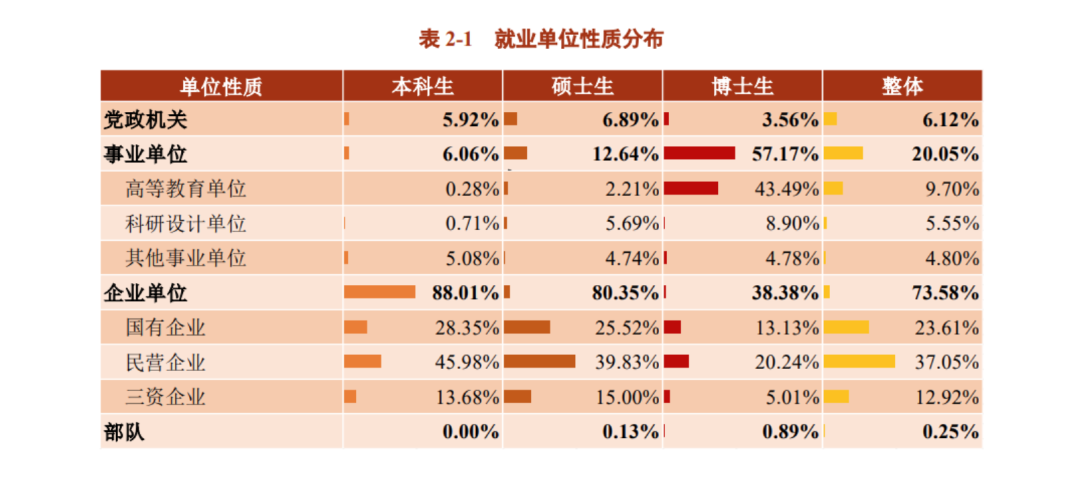 表 2-1 就业单位性质分布
单位性质 本科生 硕士生 博士生 整体
党政机关 5.92% 6.89% 3.56% 6.12%
事业单位 6.06% 12.64% 57.17% 20.05%
高等教育单位 0.28% 2.21% 43.49% 9.70%
科研设计单位 0.71% 5.69% 8.90% 5.55%
其他事业单位 5.08% 4.74% 4.78% 4.80%
企业单位 88.01% 80.35% 38.38% 73.58%
国有企业 28.35% 25.52% 13.13% 23.61%
民营企业 45.98% 39.83% 20.24% 37.05%
三资企业 13.68% 15.00% 5.01% 12.92%
部队 0.00% 0.13% 0.89% 0.25%